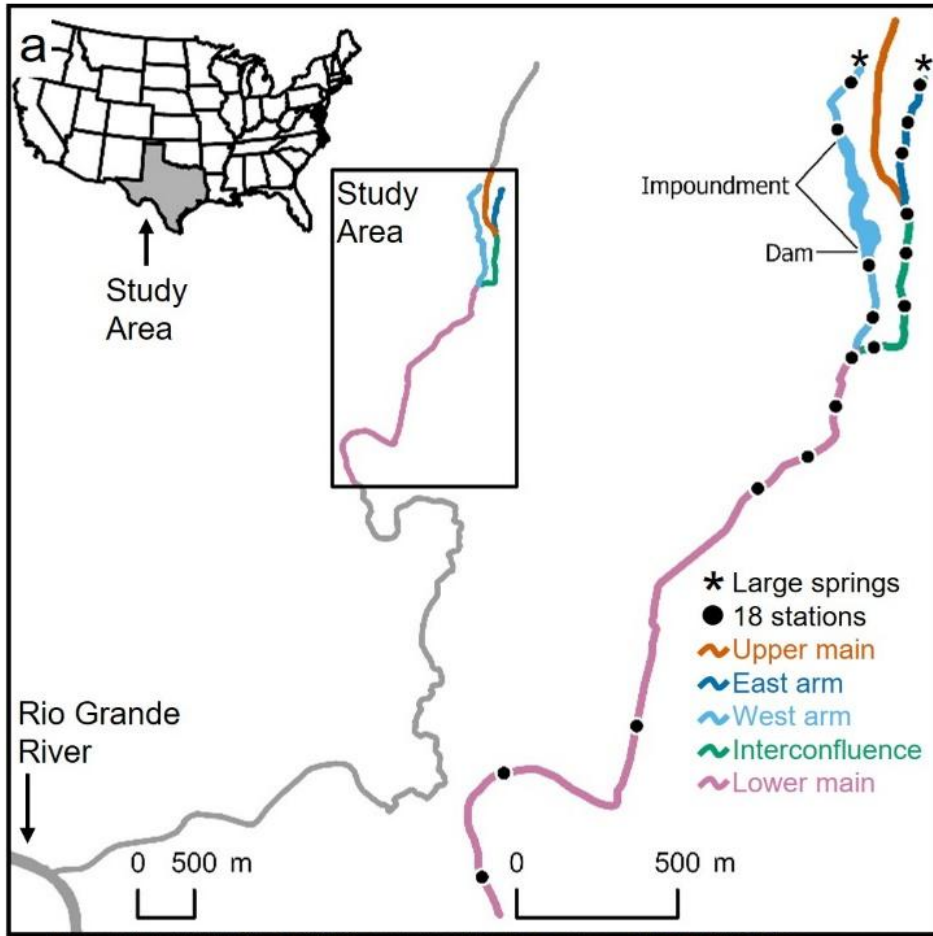 a
Study
Area
Study
Area
Impoundment
Dam
* Large springs
18 stations
Upper main
East arm
West arm
Interconfluence
Lower main
Rio Grande
River
0 500 m
0 500 m